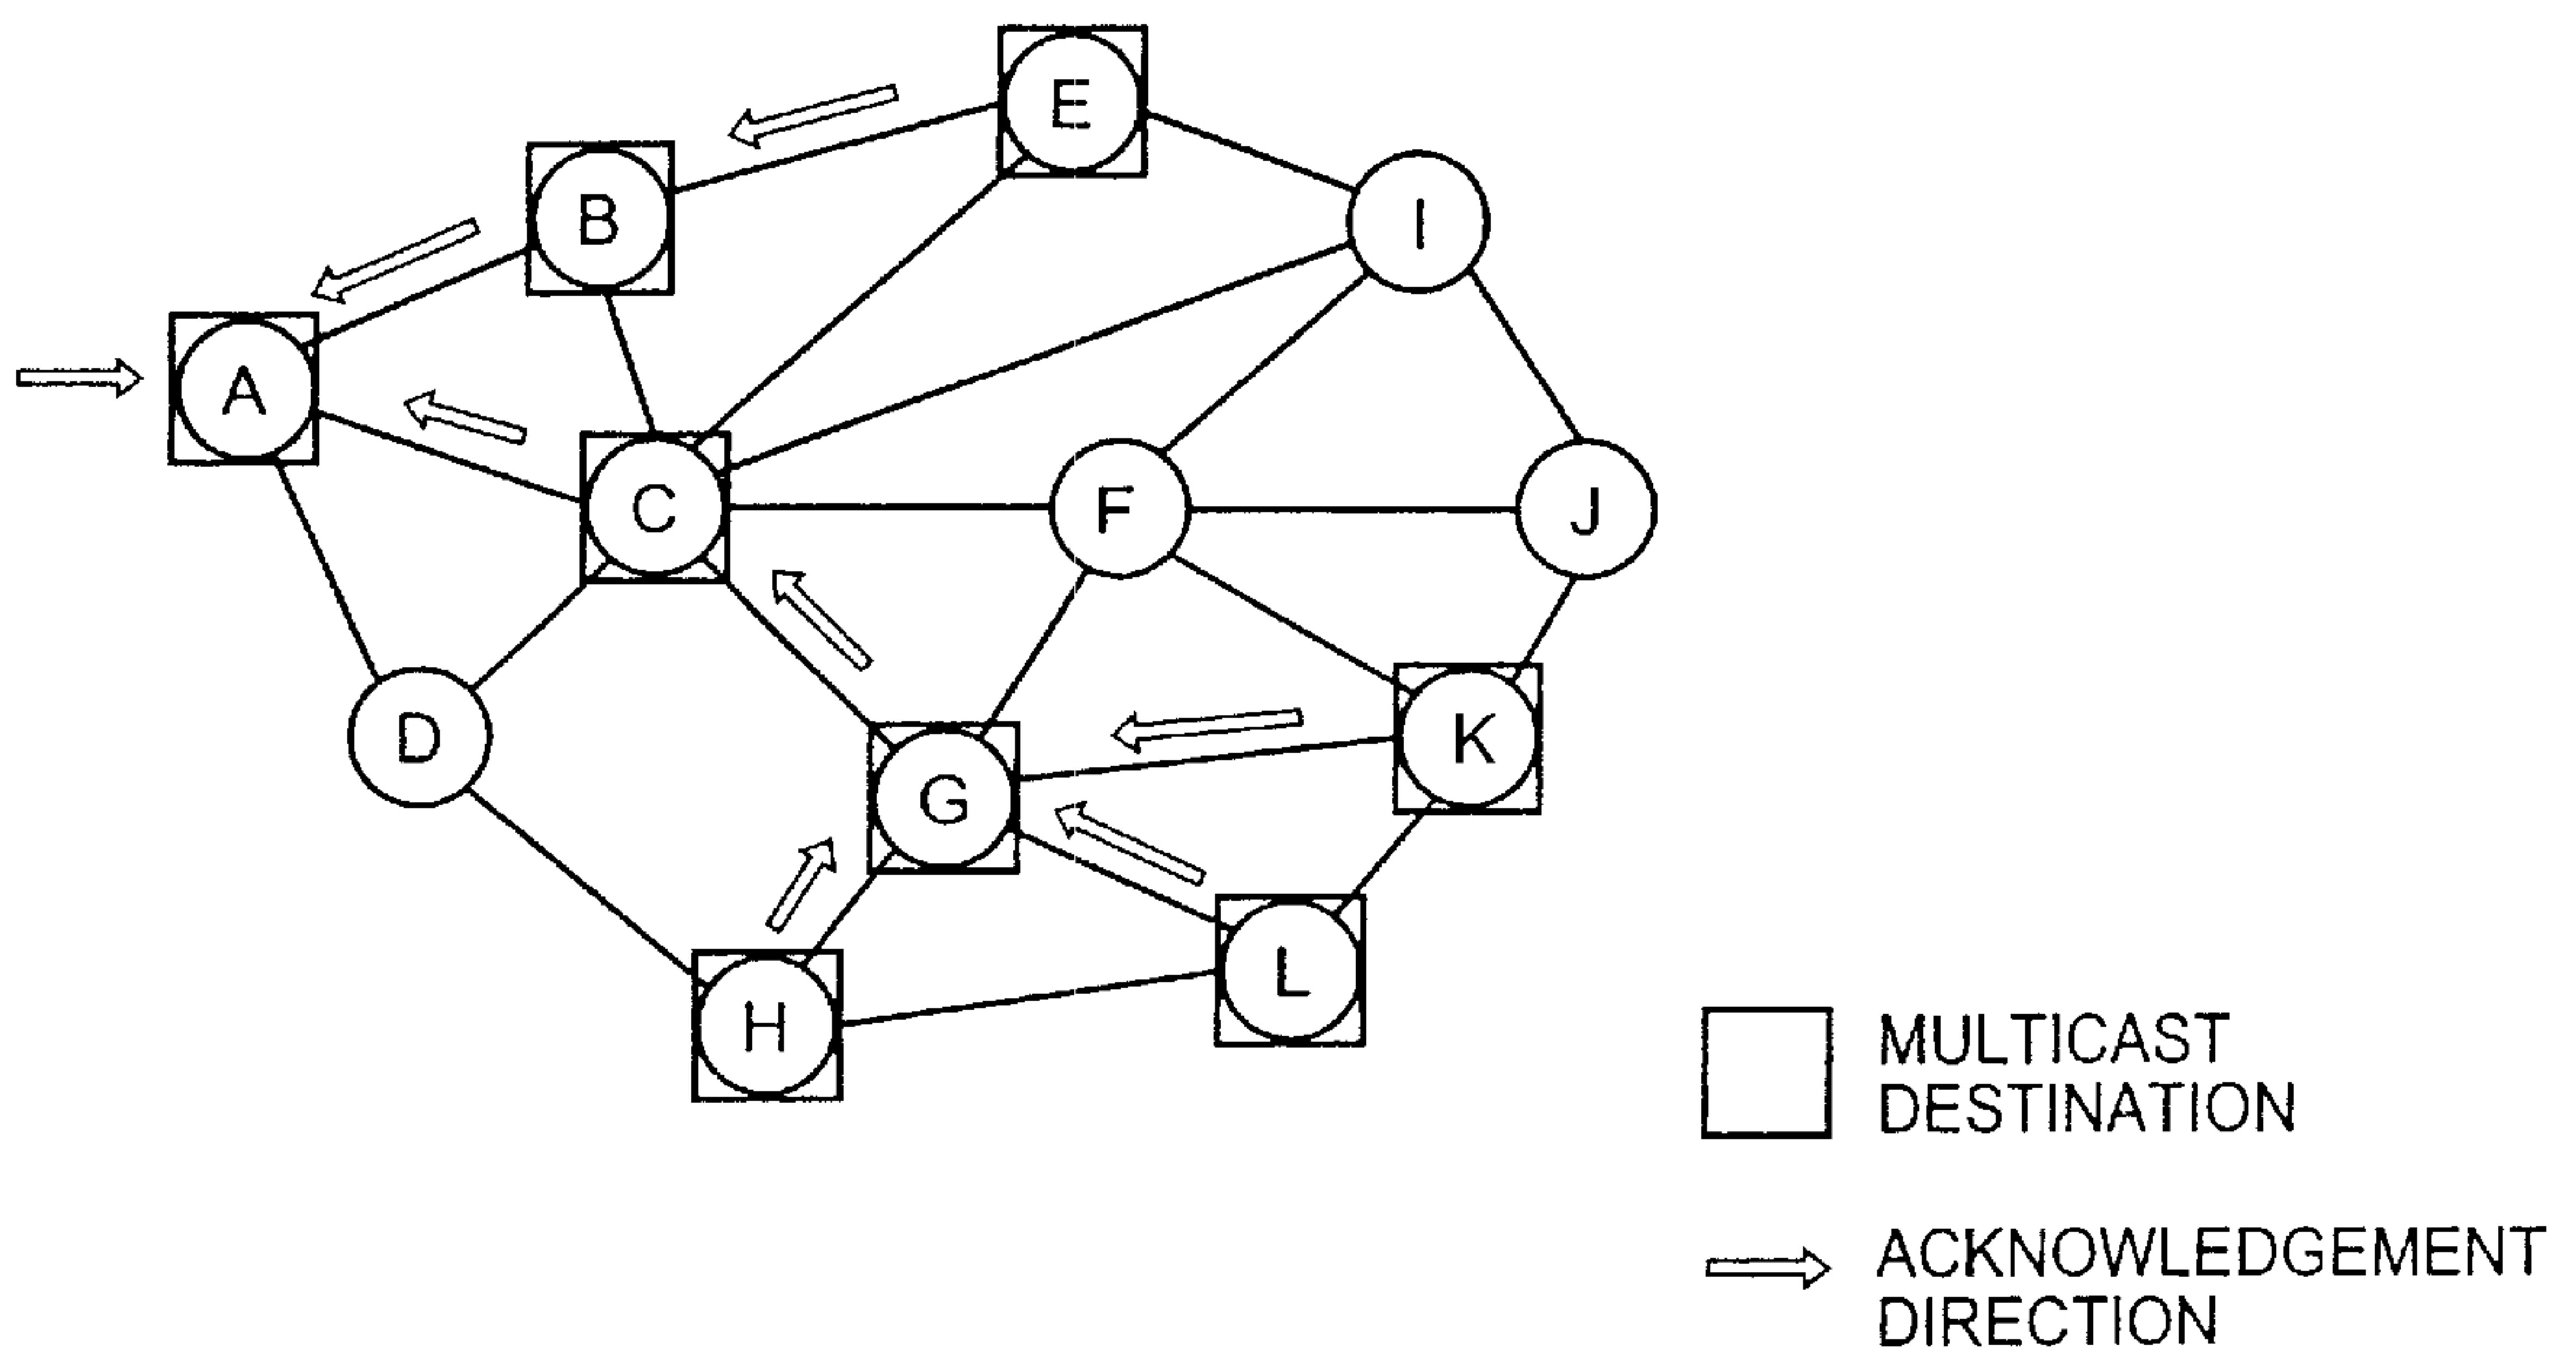 E
B
I
A
C
F
J
D
K
G
L
H
MULTICAST
DESTINATION
ACKNOWLEDGEMENT
DIRECTION